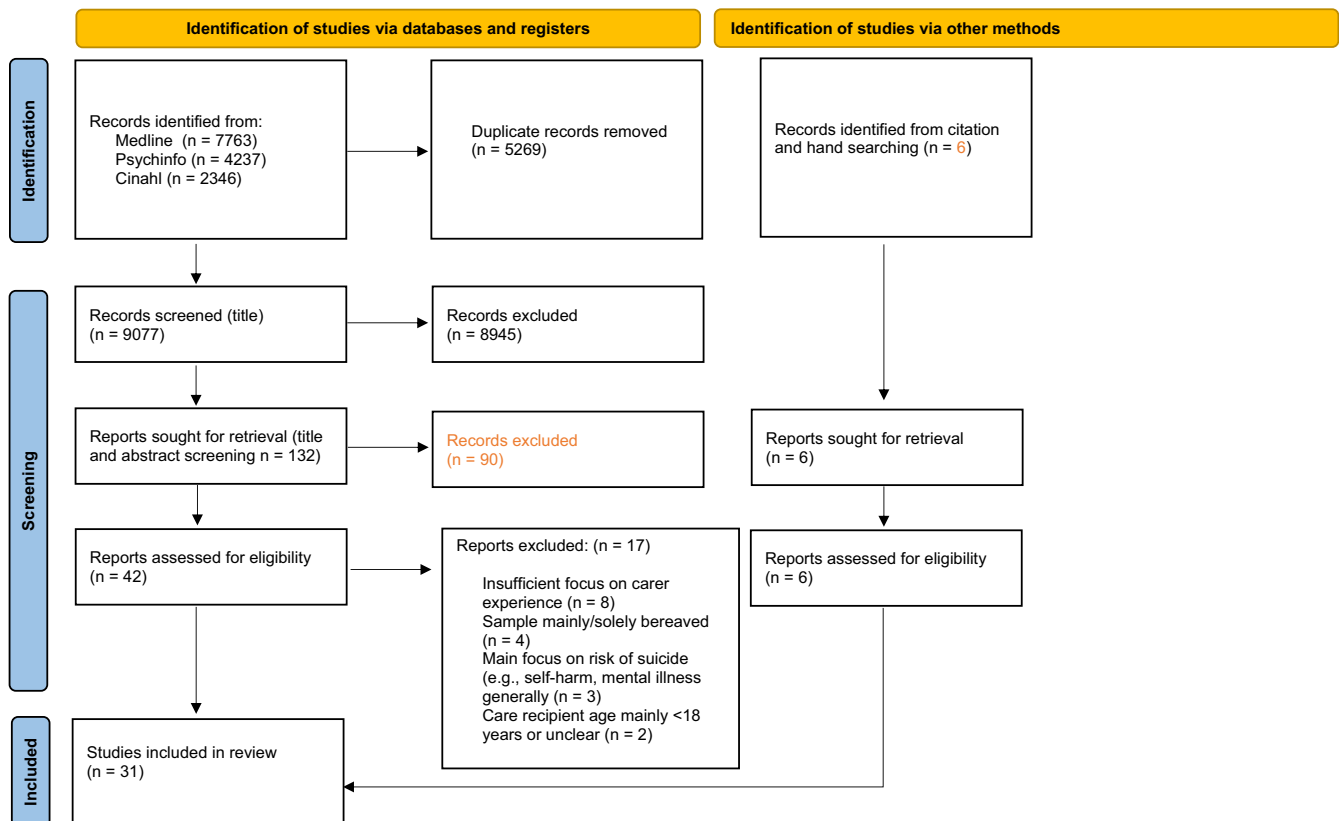 Identification of studies via databases and registers
Identification of studies via other methods
Identification
Records identified from:
Medline (n = 7763)
Psychinfo (n = 4237)
Cinahl (n = 2346)
Duplicate records removed
(n = 5269)
Records identified from citation
and hand searching (n = 6)
Screening
Records screened (title)
(n = 9077)
Records excluded
(n = 8945)
Reports sought for retrieval (title
and abstract screening n = 132)
Records excluded
(n = 90)
Reports sought for retrieval
(n = 6)
Reports assessed for eligibility
(n = 42)
Reports excluded: (n = 17)
Insufficient focus on carer
experience (n = 8)
Sample mainly/solely bereaved
(n = 4)
Main focus on risk of suicide
(e.g., self-harm, mental illness
generally (n = 3)
Care recipient age mainly <18
years or unclear (n = 2)
Reports assessed for eligibility
(n = 6)
Included
Studies included in review
(n = 31)